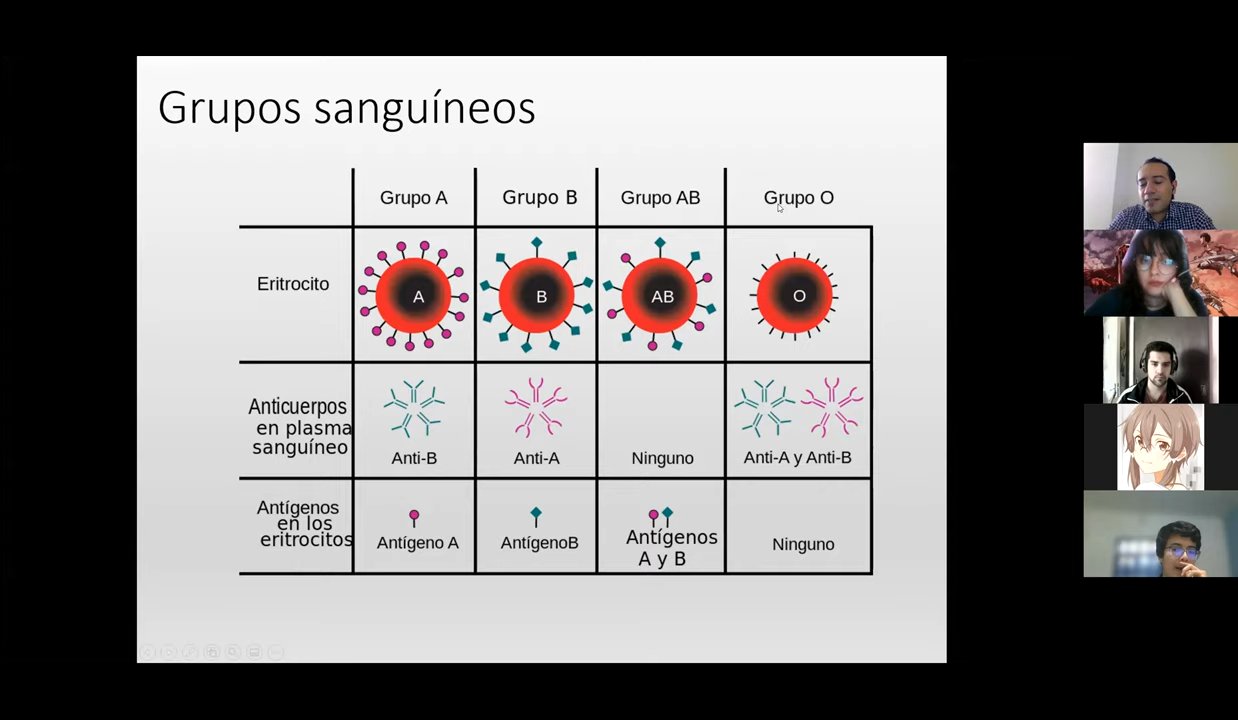 Grupos sanguíneos
Grupo A
Grupo B
Grupo AB
Grupo O
Eritrocito
A
B
AB
O
Anticuerpos
en plasma
sanguíneo
Anti-B
Anti-A
Ninguno
Anti-A y Anti-B
Antígenos
en los
eritrocitos
Antígeno A
AntígenoB
Antígenos
A y B
Ninguno